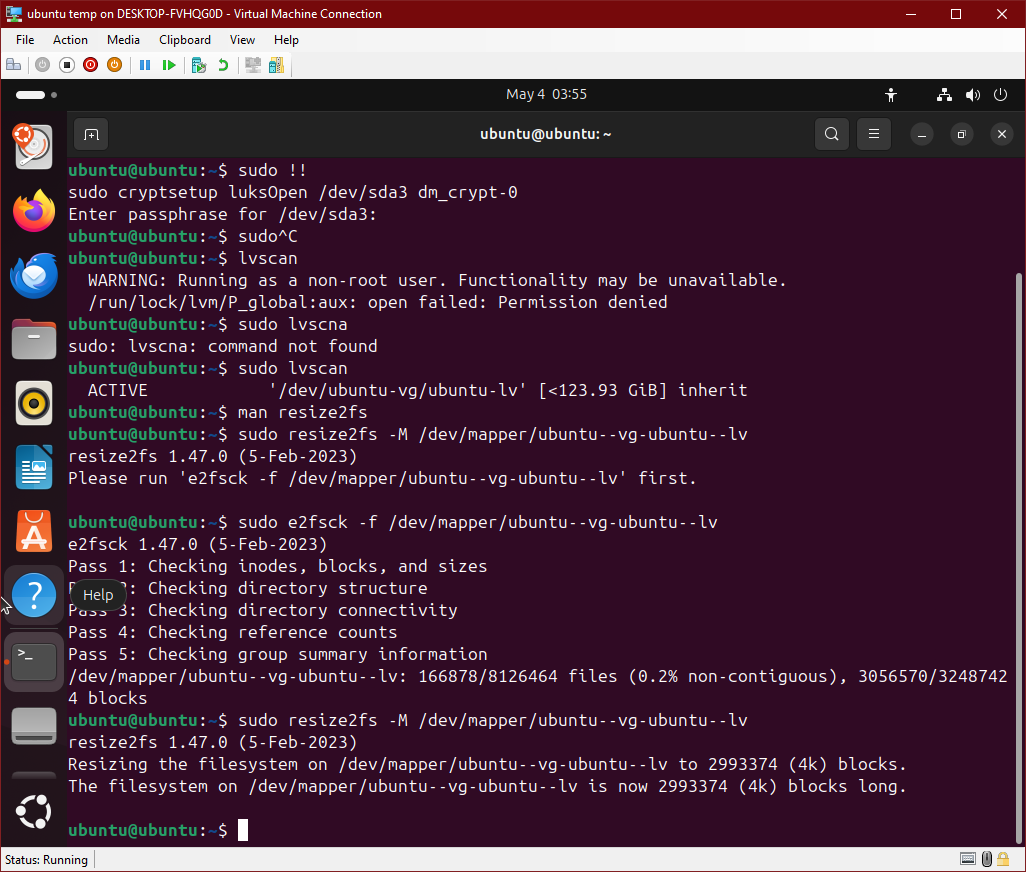 ubuntu temp on DESKTOP-FVHQG0D - Virtual Machine Connection
File Action Media Clipboard View Help
May 4 03:55
ubuntu@ubuntu: ~
ubuntu@ubuntu:~$ sudo !!
sudo cryptsetup luksOpen /dev/sda3 dm_crypt-0
Enter passphrase for /dev/sda3:
ubuntu@ubuntu:~$ sudo^C
ubuntu@ubuntu:~$ lvscan
WARNING: Running as a non-root user. Functionality may be unavailable.
/run/lock/lvm/P_global:aux: open failed: Permission denied
ubuntu@ubuntu:~$ sudo lvscna
sudo: lvscna: command not found
ubuntu@ubuntu:~$ sudo lvscan
ACTIVE '/dev/ubuntu-vg/ubuntu-lv' [<123.93 GiB] inherit
ubuntu@ubuntu:~$ man resize2fs
ubuntu@ubuntu:~$ sudo resize2fs -M /dev/mapper/ubuntu--vg-ubuntu--lv
resize2fs 1.47.0 (5-Feb-2023)
Please run 'e2fsck -f /dev/mapper/ubuntu--vg-ubuntu--lv' first.
ubuntu@ubuntu:~$ sudo e2fsck -f /dev/mapper/ubuntu--vg-ubuntu--lv
e2fsck 1.47.0 (5-Feb-2023)
Pass 1: Checking inodes, blocks, and sizes
Checking directory structure
Help
Pass 3: Checking directory connectivity
Pass 4: Checking reference counts
Pass 5: Checking group summary information
/dev/mapper/ubuntu--vg-ubuntu--lv: 166878/8126464 files (0.2% non-contiguous), 3056570/3248742
4 blocks
ubuntu@ubuntu:~$ sudo resize2fs -M /dev/mapper/ubuntu--vg-ubuntu--lv
resize2fs 1.47.0 (5-Feb-2023)
Resizing the filesystem on /dev/mapper/ubuntu--vg-ubuntu--lv to 2993374 (4k) blocks.
The filesystem on /dev/mapper/ubuntu--vg-ubuntu--lv is now 2993374 (4k) blocks long.
ubuntu@ubuntu:~$
Status: Running